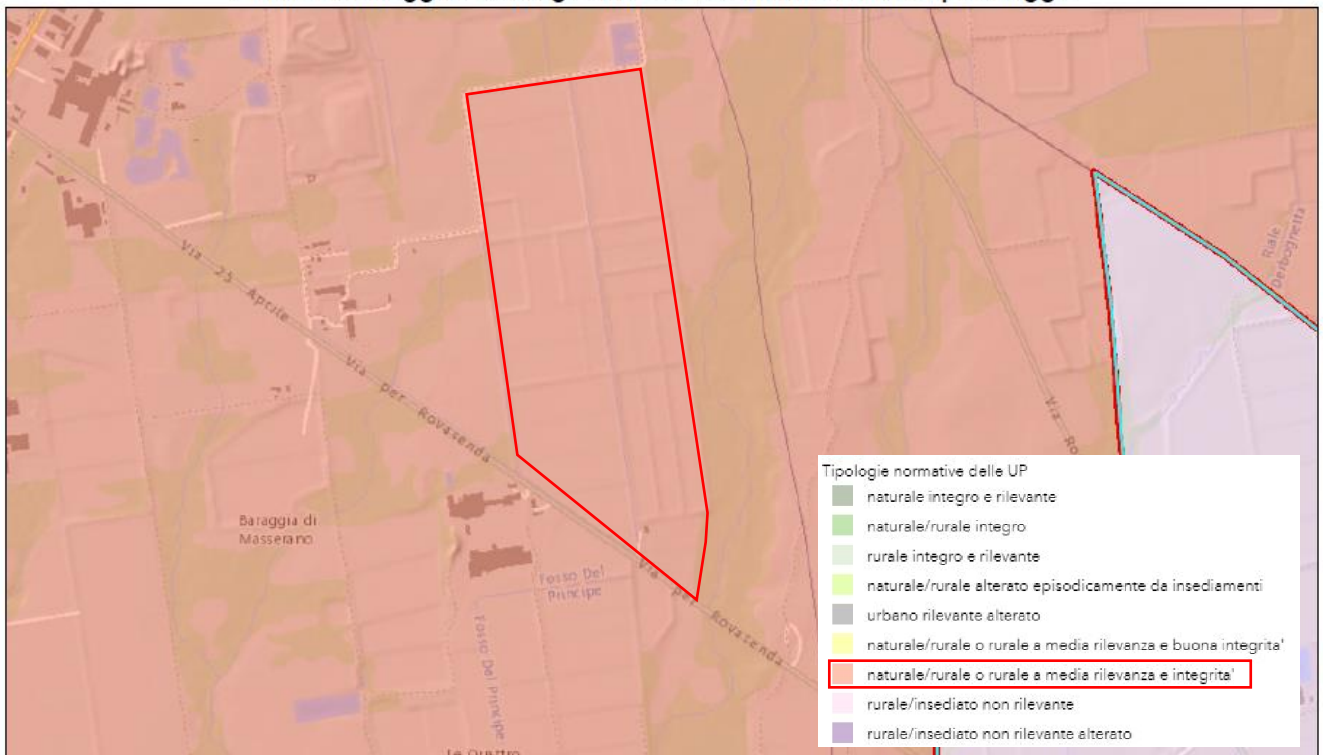 Via 25 Aprile
Via per Rovasenda
Riale
Derbognetta
Via Ro
Baraggia di
Masserano
Fosso Del
Principe
Via per Rovasenda
Fosso Del Principe
Le Quattro
Tipologie normative delle UP
naturale integro e rilevante
naturale/rurale integro
rurale integro e rilevante
naturale/rurale alterato episodicamente da insediamenti
urbano rilevante alterato
naturale/rurale o rurale a media rilevanza e buona integrita'
naturale/rurale o rurale a media rilevanza e integrita'
rurale/insediato non rilevante
rurale/insediato non rilevante alterato